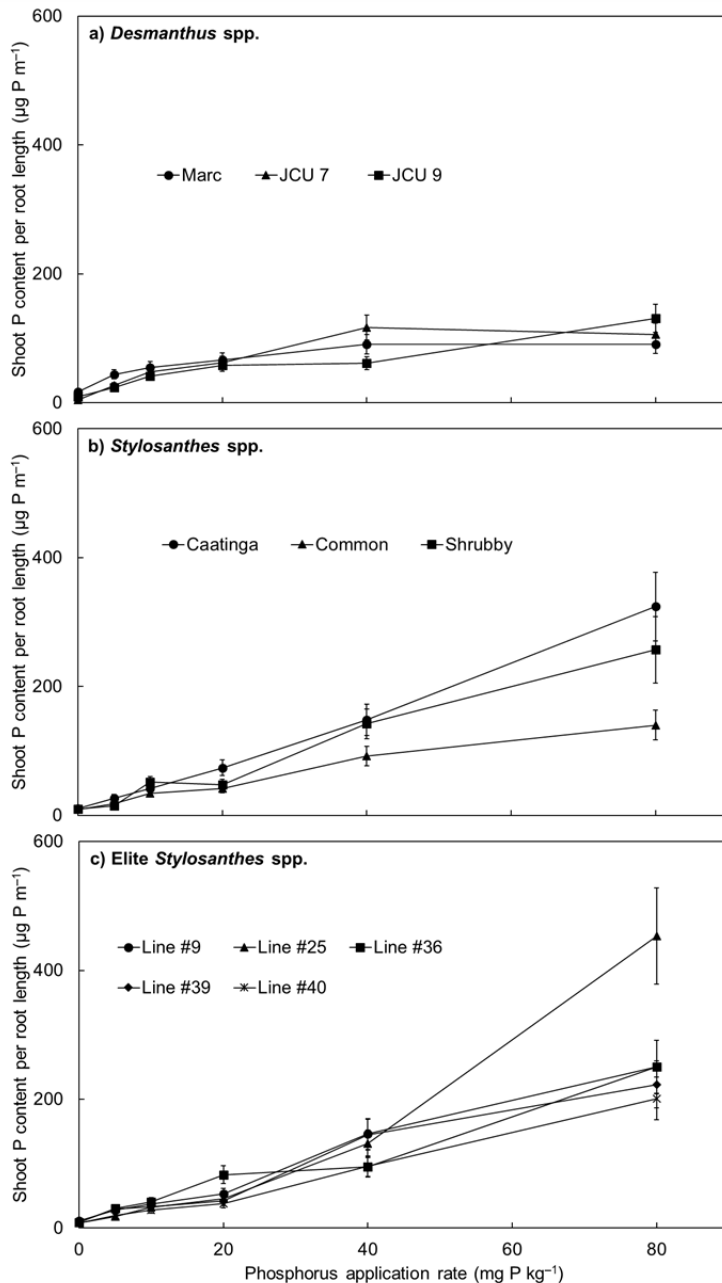 600
a) Desmanthus spp.
400
Marc JCU 7 JCU 9
200
0
Shoot P content per root length (µg P m⁻¹)
600
b) Stylosanthes spp.
400
Caatinga Common Shrubby
200
0
Shoot P content per root length (µg P m⁻¹)
600
c) Elite Stylosanthes spp.
Line #9 Line #25 Line #36
400
Line #39 Line #40
200
0
Shoot P content per root length (µg P m⁻¹)
0 20 40 60 80
Phosphorus application rate (mg P kg⁻¹)